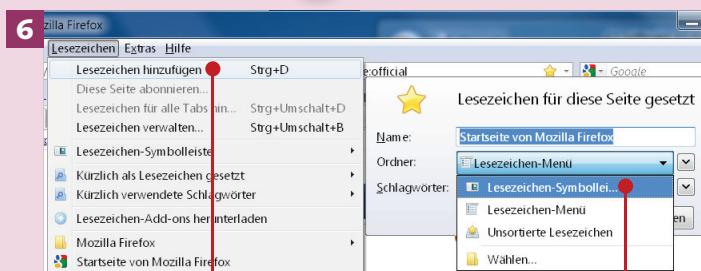 6
zilla Firefox
Lesezeichen Extras Hilfe
Lesezeichen hinzufügen Strg+D
Diese Seite abonnieren...
Lesezeichen für alle Tabs hin... Strg+Umschalt+D
Lesezeichen verwalten... Strg+Umschalt+B
Lesezeichen-Symbolleiste
Kürzlich als Lesezeichen gesetzt
Kürzlich verwendete Schlagwörter
Lesezeichen-Add-ons herunterladen
Mozilla Firefox
Startseite von Mozilla Firefox
e:official
Google
Lesezeichen für diese Seite gesetzt
Name: Startseite von Mozilla Firefox
Ordner: Lesezeichen-Menü
Schlagwörter: Lesezeichen-Symbollei...
Lesezeichen-Menü
Unsortierte Lesezeichen
en
Wählen...